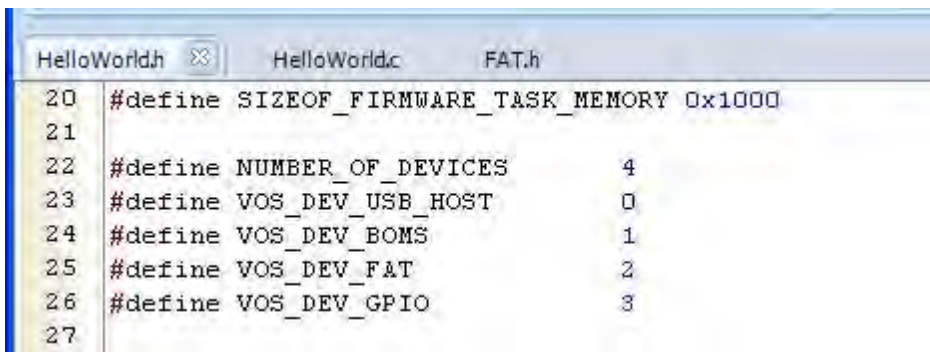 HelloWorld.h HelloWorld.c FAT.h
20 #define SIZEOF_FIRMWARE_TASK_MEMORY 0x1000
21
22 #define NUMBER_OF_DEVICES 4
23 #define VOS_DEV_USB_HOST 0
24 #define VOS_DEV_BOMS 1
25 #define VOS_DEV_FAT 2
26 #define VOS_DEV_GPIO 3
27